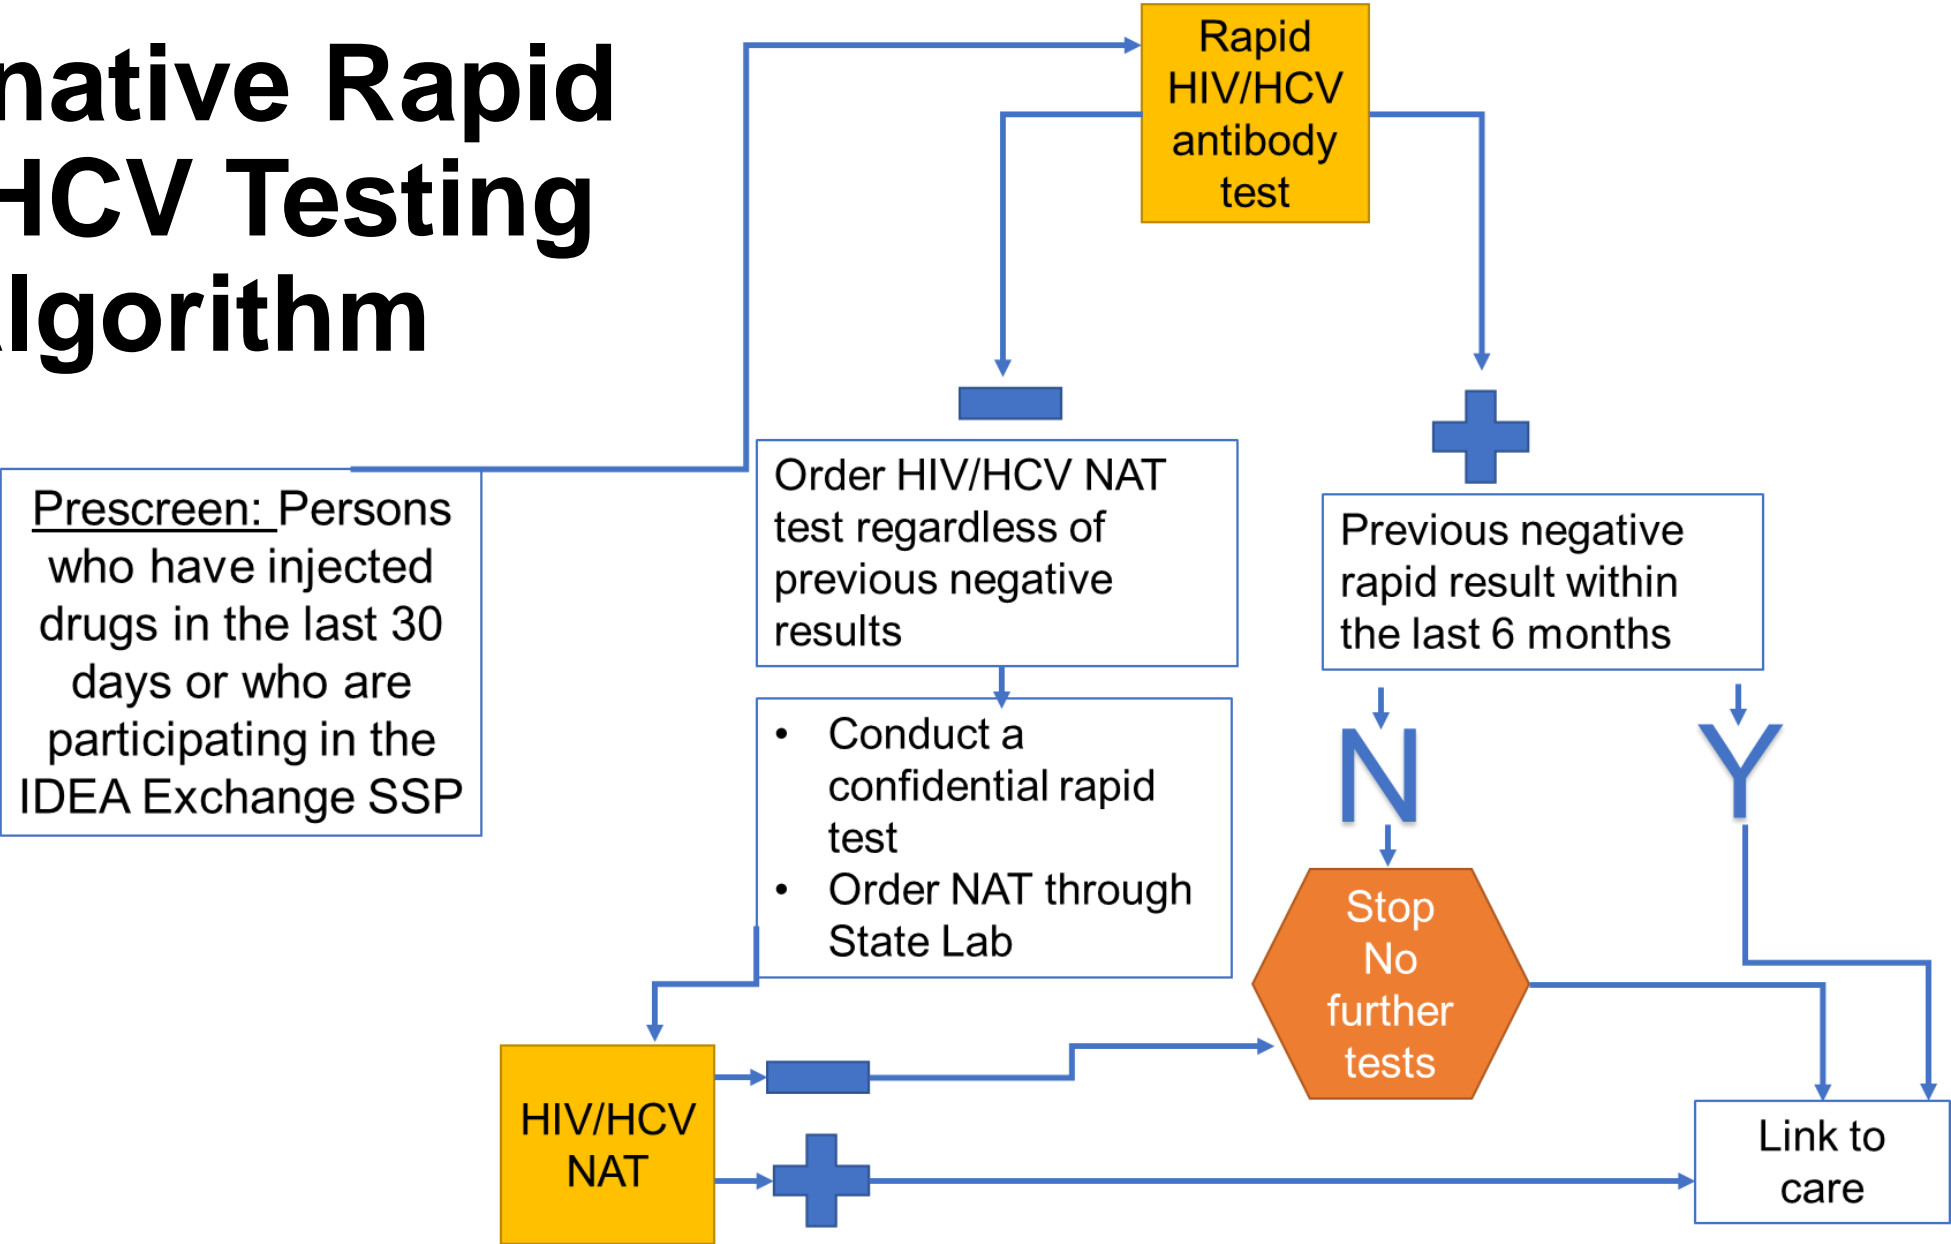 native Rapid
HCV Testing
lgorithm
Rapid
HIV/HCV
antibody
test
Prescreen: Persons
who have injected
drugs in the last 30
days or who are
participating in the
IDEA Exchange SSP
Order HIV/HCV NAT
test regardless of
previous negative
results
Previous negative
rapid result within
the last 6 months
• Conduct a
confidential rapid
test
• Order NAT through
State Lab
N
Y
Stop
No
further
tests
HIV/HCV
NAT
Link to
care